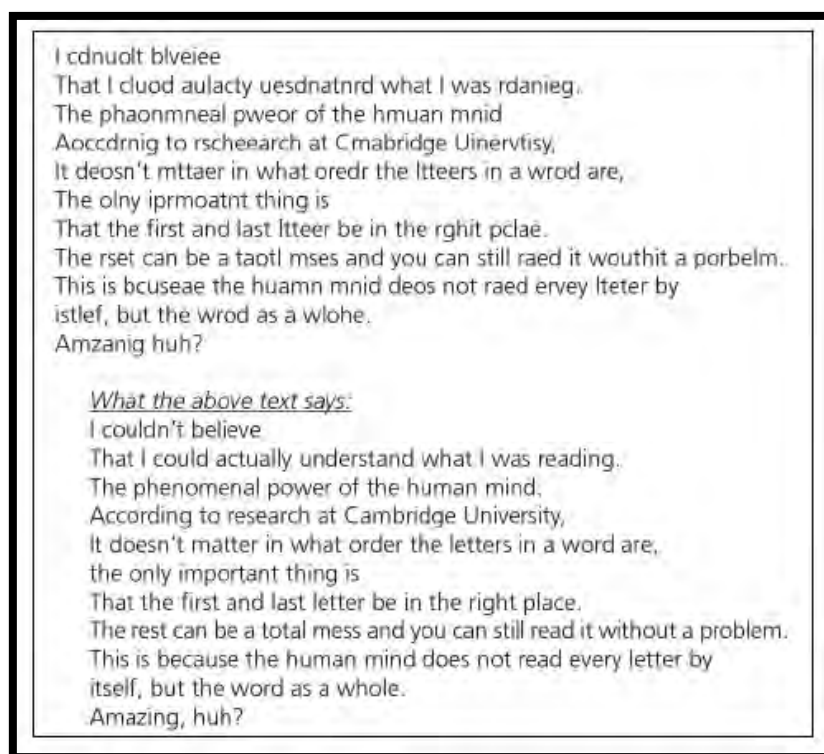 I cdnuolt blveiee
That I cluod aulacty uesdnatnrd what I was rdanieg.
The phaonmneal pweor of the hmuan mnid
Aoccdrnig to rscheearch at Cmabridge Uinervtisy,
It deosn't mttaer in what oredr the ltteers in a wrod are,
The olny iprmoatnt thing is
That the first and last ltteer be in the rghit pclae.
The rset can be a taotl mses and you can still raed it wouthit a porbelm.
This is bcuseae the huamn mnid deos not raed ervey lteter by
istlef, but the wrod as a wlohe.
Amzanig huh?
What the above text says:
I couldn't believe
That I could actually understand what I was reading.
The phenomenal power of the human mind.
According to research at Cambridge University,
It doesn't matter in what order the letters in a word are,
the only important thing is
That the first and last letter be in the right place.
The rest can be a total mess and you can still read it without a problem.
This is because the human mind does not read every letter by
itself, but the word as a whole.
Amazing, huh?